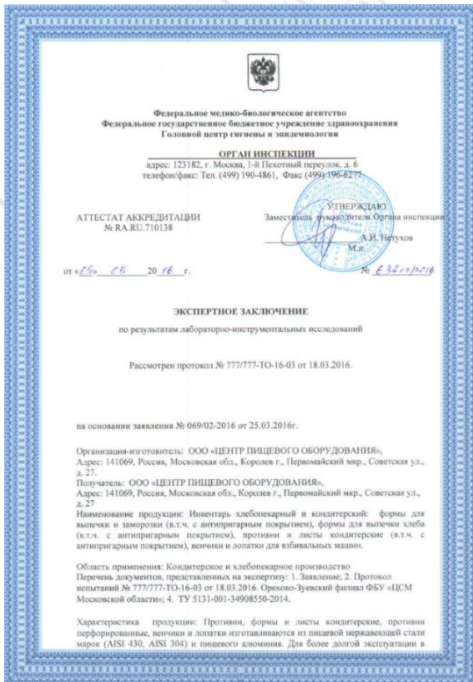 Федеральное медико-биологическое агентство
Федеральное государственное бюджетное учреждение здравоохранения
Головной центр гигиены и эпидемиологии
ОРГАН ИНСПЕКЦИИ
адрес: 123182, г. Москва, 1-й Пехотный переулок, д. 6
телефон/факс: Тел. (499) 190-4861, Факс (499) 196-6277
АТТЕСТАТ АККРЕДИТАЦИИ
№ RA.RU.710138
УТВЕРЖДАЮ
Заместитель руководителя Органа инспекции
А.И.
М.п.
от «05» 05 2016 г.
№
ЭКСПЕРТНОЕ ЗАКЛЮЧЕНИЕ
по результатам лабораторно-инструментальных исследований
Рассмотрен протокол № 777/777-ТО-16-03 от 18.03.2016.
на основании заявления № 069/02-2016 от 25.03.2016г.
Организация-изготовитель: ООО «ЦЕНТР ПИЩЕВОГО ОБОРУДОВАНИЯ»,
Адрес: 141069, Россия, Московская обл., Королев г., Первомайский мкр., Советская ул.,
д. 27.
Получатель: ООО «ЦЕНТР ПИЩЕВОГО ОБОРУДОВАНИЯ»,
Адрес: 141069, Россия, Московская обл., Королев г., Первомайский мкр., Советская ул.,
д. 27
Наименование продукции: Инвентарь хлебопекарный и кондитерский: формы для
выпечки и заморозки (в.т.ч. с антипригарным покрытием), формы для выпечки хлеба
(в.т.ч. с антипригарным покрытием), противни и листы кондитерские (в.т.ч. с
антипригарным покрытием), венчики и лопатки для взбивальных машин.
Область применения: Кондитерское и хлебопекарное производство
Перечень документов, представленных на экспертизу: 1. Заявление; 2. Протокол
испытаний № 777/777-ТО-16-03 от 18.03.2016. Орехово-Зуевский филиал ФБУ «ЦСМ
Московской области»; 4. ТУ 5131-001-34908550-2014.
Характеристика продукции: Противни, формы и листы кондитерские, противни
перфорированные, венчики и лопатки изготавливаются из пищевой нержавеющей стали
марок (AISI 430, AISI 304) и пищевого алюминия. Для более долгой эксплуатации в